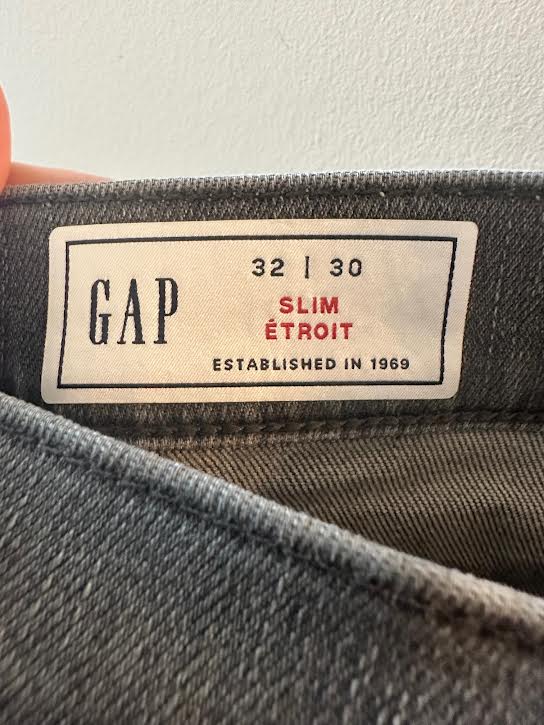 GAP
32 | 30
SLIM
ÉTROIT
ESTABLISHED IN 1969